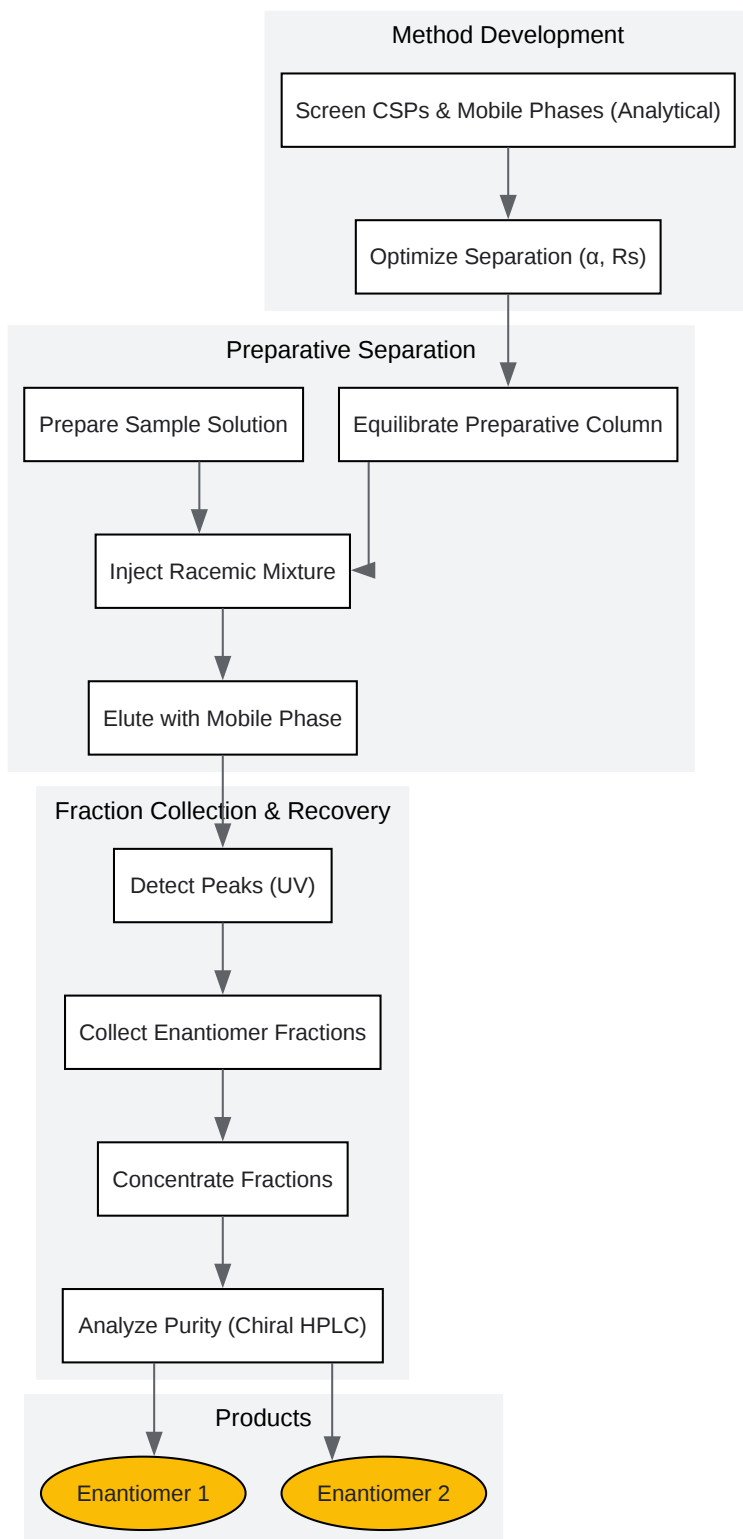 Method Development
Screen CSPs & Mobile Phases (Analytical)
Optimize Separation (α, Rs)
Preparative Separation
Prepare Sample Solution
Equilibrate Preparative Column
Inject Racemic Mixture
Elute with Mobile Phase
Fraction Collection & Recovery
Detect Peaks (UV)
Collect Enantiomer Fractions
Concentrate Fractions
Analyze Purity (Chiral HPLC)
Products
Enantiomer 1
Enantiomer 2